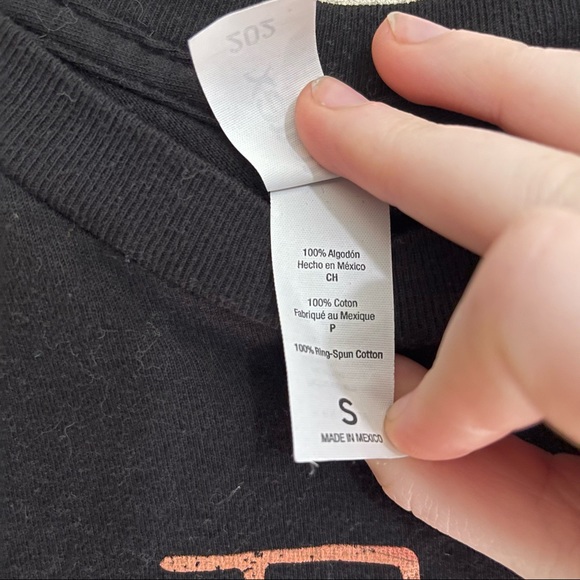 100% Algodón
Hecho en México
CH
100% Coton
Fabriqué au Mexique
P
100% Ring-Spun Cotton
S
MADE IN MEXICO